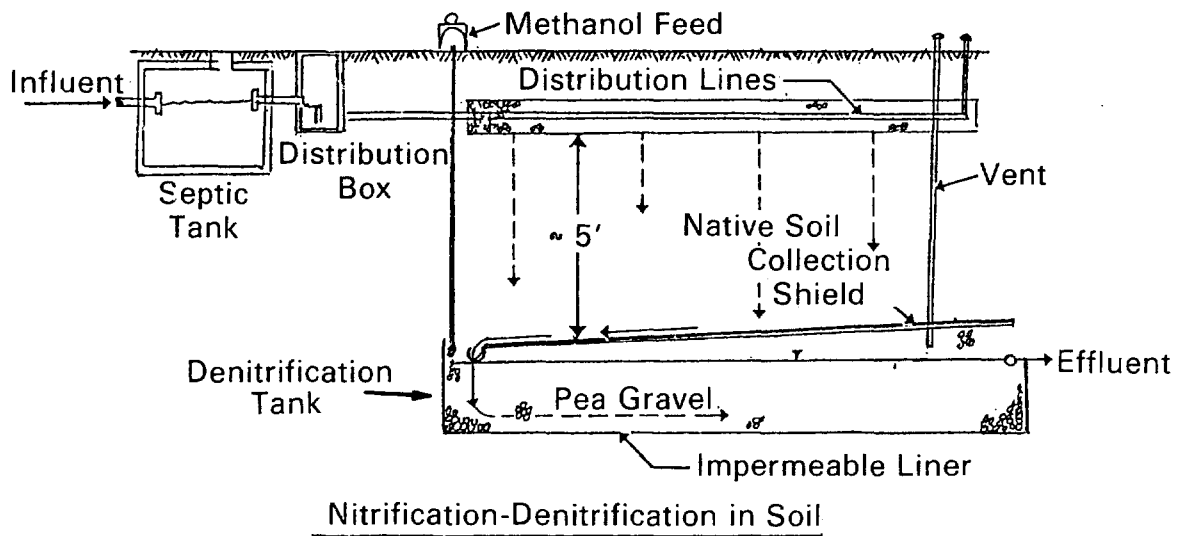 Methanol Feed
Influent
Distribution Lines
Distribution
Box
Septic
Tank
Vent
~ 5'
Native Soil
Collection
Shield
Denitrification
Tank
Effluent
Pea Gravel
Impermeable Liner
Nitrification-Denitrification in Soil